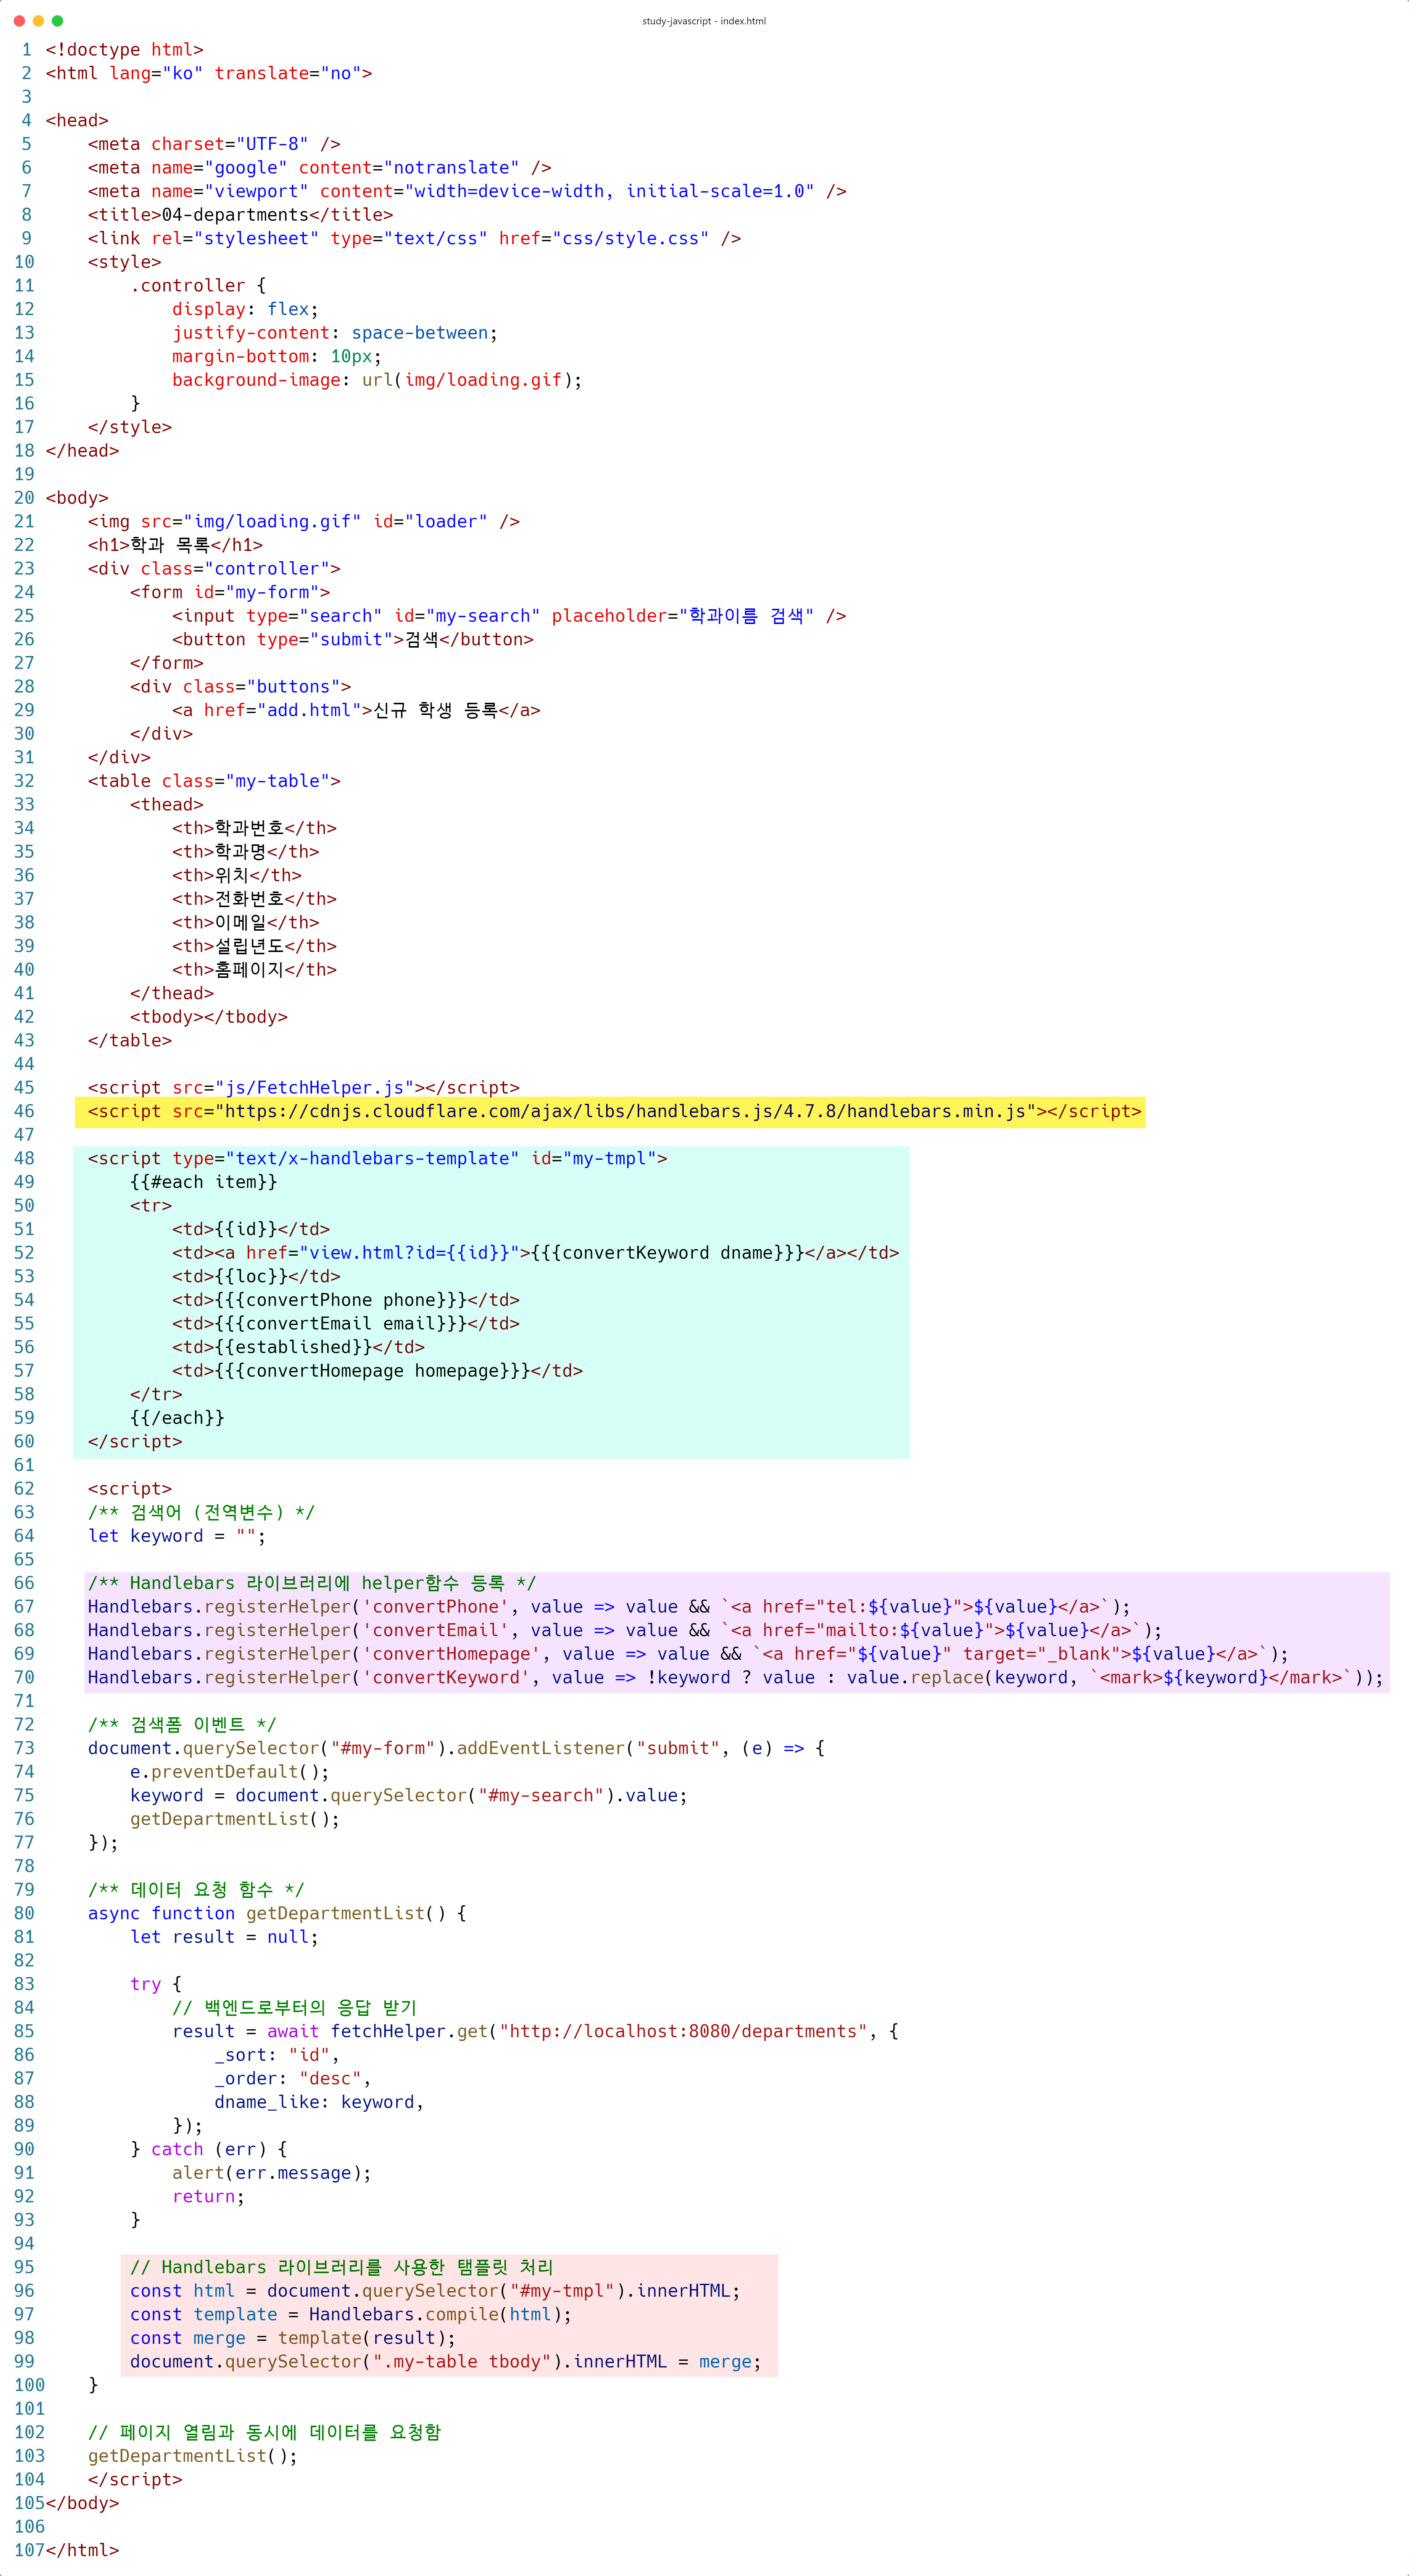 study-javascript - index.html
1 <!doctype html>
2 <html lang="ko" translate="no">
3
4 <head>
5     <meta charset="UTF-8" />
6     <meta name="google" content="notranslate" />
7     <meta name="viewport" content="width=device-width, initial-scale=1.0" />
8     <title>04-departments</title>
9     <link rel="stylesheet" type="text/css" href="css/style.css" />
10     <style>
11         .controller {
12             display: flex;
13             justify-content: space-between;
14             margin-bottom: 10px;
15             background-image: url(img/loading.gif);
16         }
17     </style>
18 </head>
19
20 <body>
21     <img src="img/loading.gif" id="loader" />
22     <h1>학과 목록</h1>
23     <div class="controller">
24         <form id="my-form">
25             <input type="search" id="my-search" placeholder="학과이름 검색" />
26             <button type="submit">검색</button>
27         </form>
28         <div class="buttons">
29             <a href="add.html">신규 학생 등록</a>
30         </div>
31     </div>
32     <table class="my-table">
33         <thead>
34             <th>학과번호</th>
35             <th>학과명</th>
36             <th>위치</th>
37             <th>전화번호</th>
38             <th>이메일</th>
39             <th>설립년도</th>
40             <th>홈페이지</th>
41         </thead>
42         <tbody></tbody>
43     </table>
44
45     <script src="js/FetchHelper.js"></script>
46     <script src="https://cdnjs.cloudflare.com/ajax/libs/handlebars.js/4.7.8/handlebars.min.js"></script>
47
48     <script type="text/x-handlebars-template" id="my-tmpl">
49         {{#each item}}
50         <tr>
51             <td>{{id}}</td>
52             <td><a href="view.html?id={{id}}">{{{convertKeyword dname}}}</a></td>
53             <td>{{loc}}</td>
54             <td>{{{convertPhone phone}}}</td>
55             <td>{{{convertEmail email}}}</td>
56             <td>{{established}}</td>
57             <td>{{{convertHomepage homepage}}}</td>
58         </tr>
59         {{/each}}
60     </script>
61
62     <script>
63     /** 검색어 (전역변수) */
64     let keyword = "";
65
66     /** Handlebars 라이브러리에 helper함수 등록 */
67     Handlebars.registerHelper('convertPhone', value => value && `<a href="tel:${value}">${value}</a>`);
68     Handlebars.registerHelper('convertEmail', value => value && `<a href="mailto:${value}">${value}</a>`);
69     Handlebars.registerHelper('convertHomepage', value => value && `<a href="${value}" target="_blank">${value}</a>`);
70     Handlebars.registerHelper('convertKeyword', value => !keyword ? value : value.replace(keyword, `<mark>${keyword}</mark>`));
71
72     /** 검색폼 이벤트 */
73     document.querySelector("#my-form").addEventListener("submit", (e) => {
74         e.preventDefault();
75         keyword = document.querySelector("#my-search").value;
76         getDepartmentList();
77     });
78
79     /** 데이터 요청 함수 */
80     async function getDepartmentList() {
81         let result = null;
82
83         try {
84             // 백엔드로부터의 응답 받기
85             result = await fetchHelper.get("http://localhost:8080/departments", {
86                 _sort: "id",
87                 _order: "desc",
88                 dname_like: keyword,
89             });
90         } catch (err) {
91             alert(err.message);
92             return;
93         }
94
95         // Handlebars 라이브러리를 사용한 탬플릿 처리
96         const html = document.querySelector("#my-tmpl").innerHTML;
97         const template = Handlebars.compile(html);
98         const merge = template(result);
99         document.querySelector(".my-table tbody").innerHTML = merge;
100     }
101
102     // 페이지 열림과 동시에 데이터를 요청함
103     getDepartmentList();
104     </script>
105 </body>
106
107 </html>